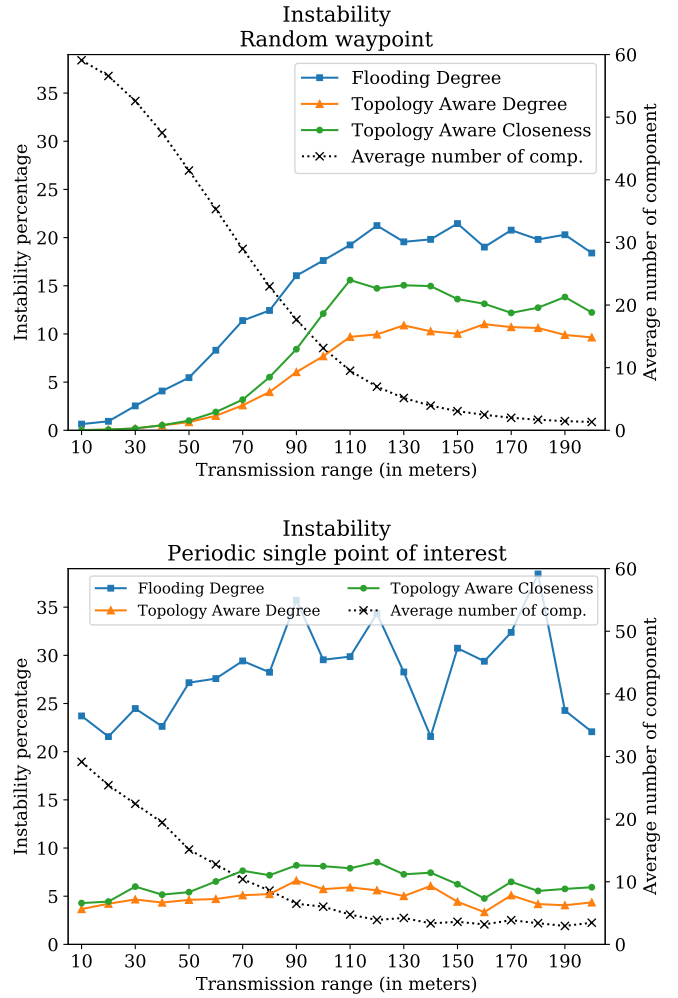 Instability
Random waypoint
Flooding Degree
Topology Aware Degree
Topology Aware Closeness
Average number of comp.
Instability percentage
Average number of component
0 5 10 15 20 25 30 35
0 10 20 30 40 50 60
10 30 50 70 90 110 130 150 170 190
Transmission range (in meters)
Instability
Periodic single point of interest
Flooding Degree
Topology Aware Degree
Topology Aware Closeness
Average number of comp.
Instability percentage
Average number of component
0 5 10 15 20 25 30 35
0 10 20 30 40 50 60
10 30 50 70 90 110 130 150 170 190
Transmission range (in meters)